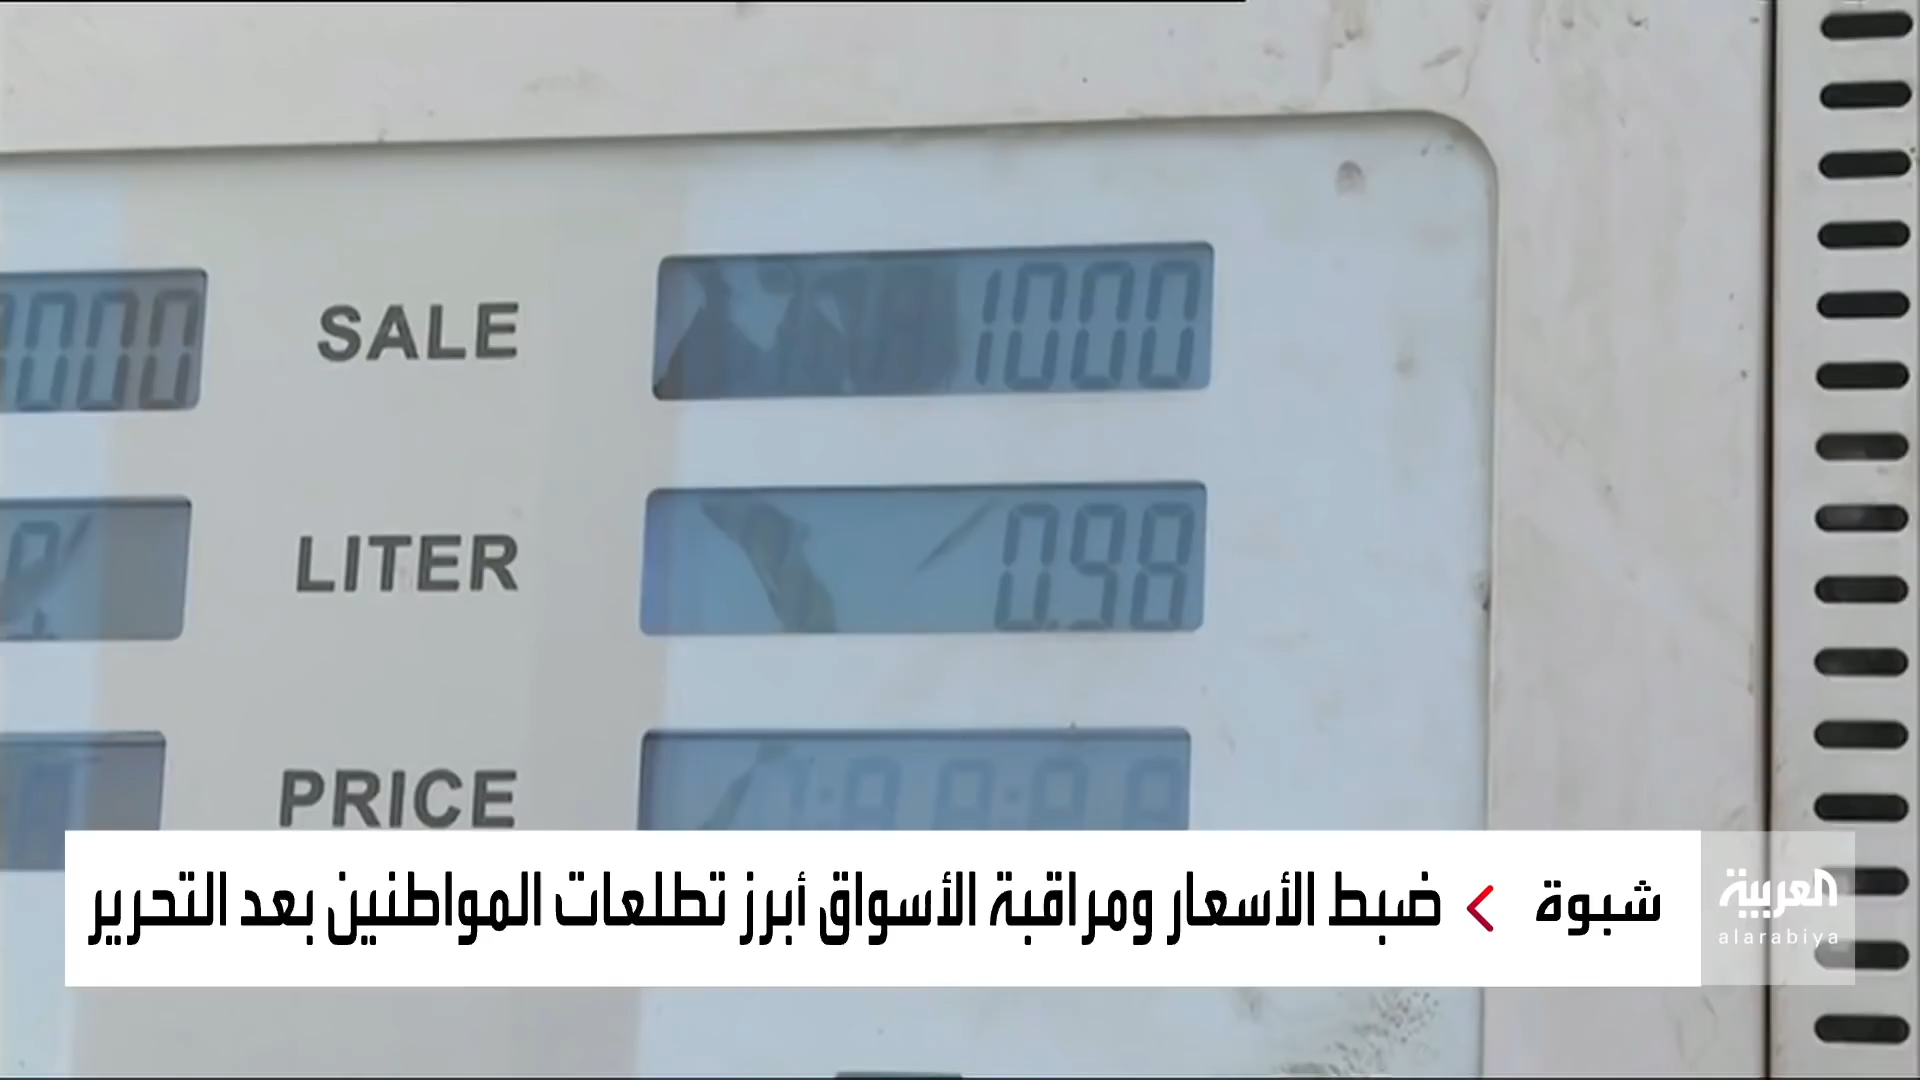 SALE 1000
LITER 0.98
PRICE
شبوة > ضبط الأسعار ومراقبة الأسواق أبرز تطلعات المواطنين بعد التحرير
العربية
alarabiya